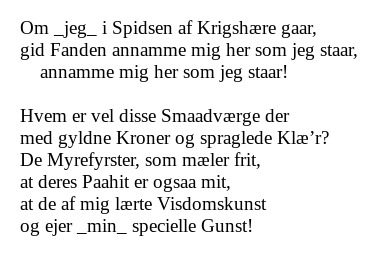 Om _jeg_ i Spidsen af Krigshære gaar,
gid Fanden annamme mig her som jeg staar,
annamme mig her som jeg staar!

Hvem er vel disse Smaadværge der
med gyldne Kroner og spraglede Klæ’r?
De Myrefyrster, som mæler frit,
at deres Paahit er ogsaa mit,
at de af mig lærte Visdomskunst
og ejer _min_ specielle Gunst!